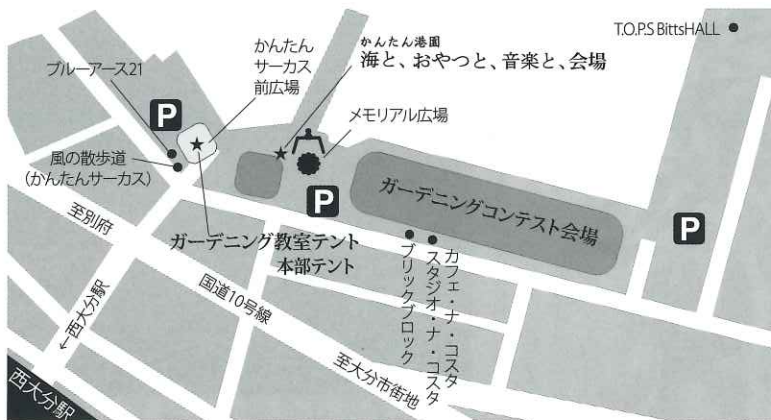 T.O.P.S BittsHALL
かんたん
サーカス
前広場
かんたん港園
海と、おやつと、音楽と、会場
ブルーアース21
P
メモリアル広場
風の散歩道
(かんたんサーカス)
P
ガーデニングコンテスト会場
P
至別府
ガーデニング教室テント
本部テント
国道10号線
←西大分駅
カフェ・ナ・コスタ
スタジオ・ナ・コスタ
ブリックブロック
至大分市街地
西大分駅